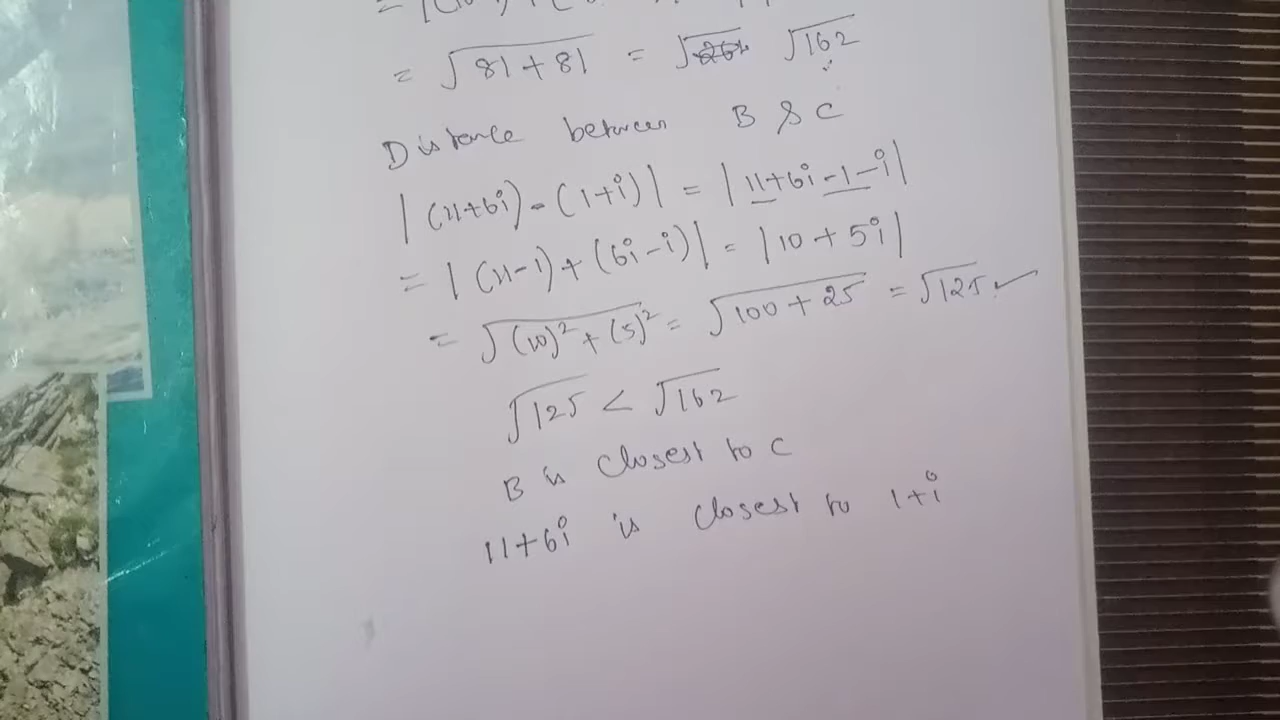 = √81+81 = √162
Distance between B & C
|(11+6i)-(1+i)| = |11+6i-1-i|
= |(11-1)+(6i-i)| = |10+5i|
= √(10)²+(5)² = √100+25 = √125
√125 < √162
B is closest to C
11+6i is closest to 1+i